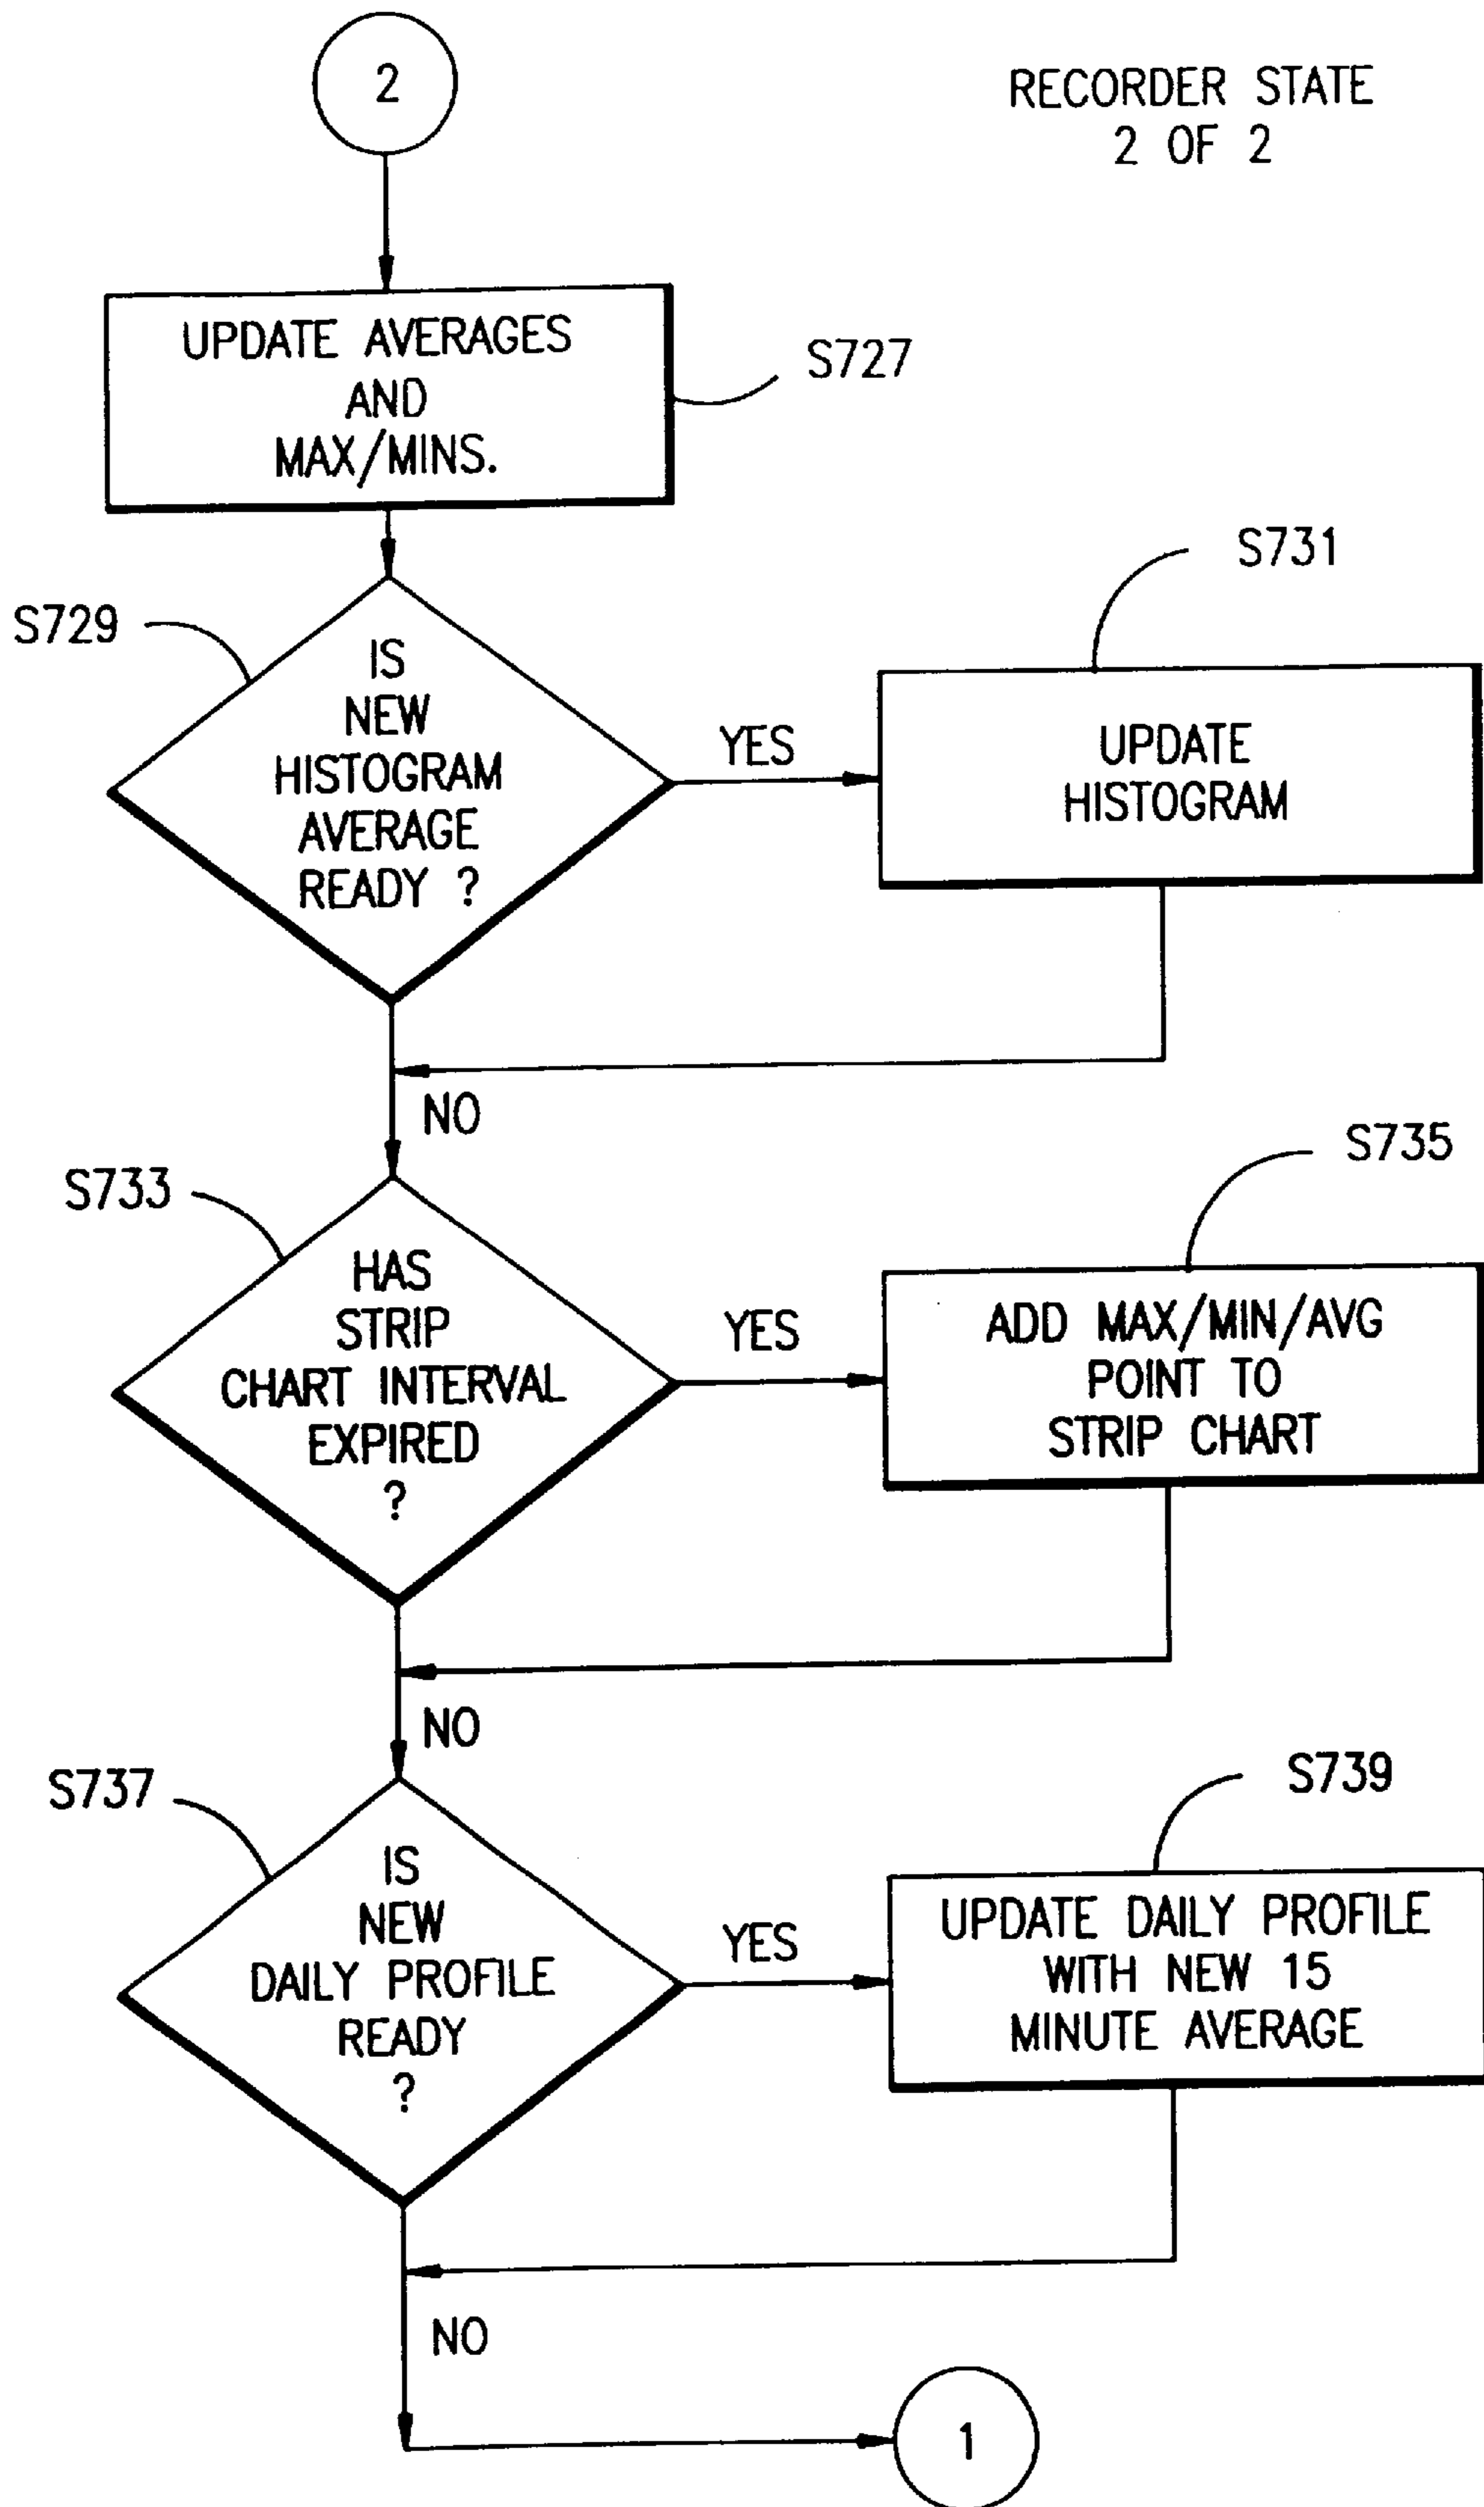 2
RECORDER STATE
2 OF 2
UPDATE AVERAGES
AND
MAX/MINS.
S727
S729
IS
NEW
HISTOGRAM
AVERAGE
READY ?
YES
S731
UPDATE
HISTOGRAM
NO
S733
HAS
STRIP
CHART INTERVAL
EXPIRED
?
YES
S735
ADD MAX/MIN/AVG
POINT TO
STRIP CHART
NO
S737
IS
NEW
DAILY PROFILE
READY
?
YES
S739
UPDATE DAILY PROFILE
WITH NEW 15
MINUTE AVERAGE
NO
1